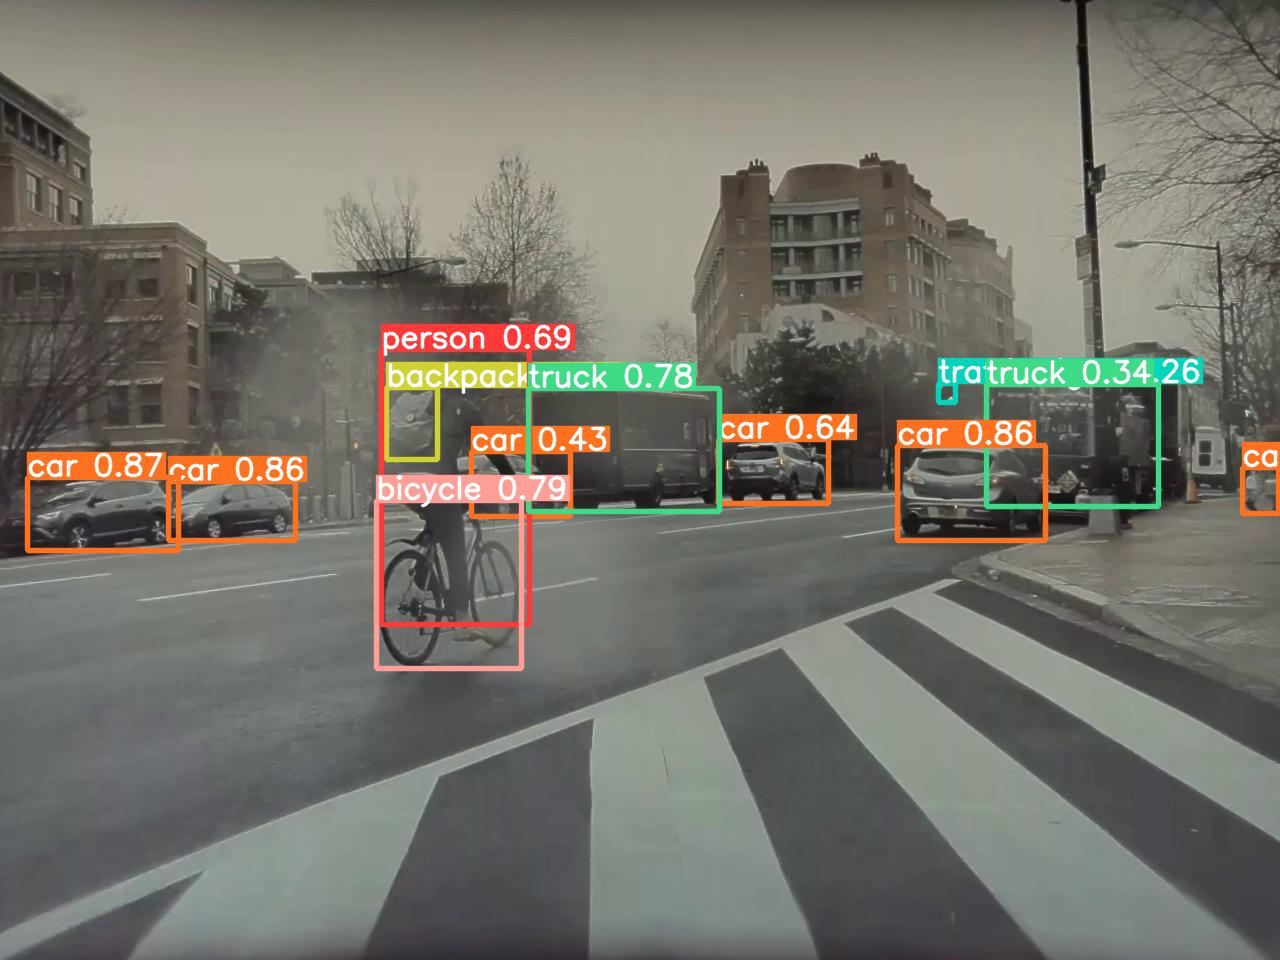 person 0.69
backpack
truck 0.78
tra
truck 0.34
.26
car 0.43
car 0.64
car 0.86
car 0.87
car 0.86
ca
bicycle 0.79